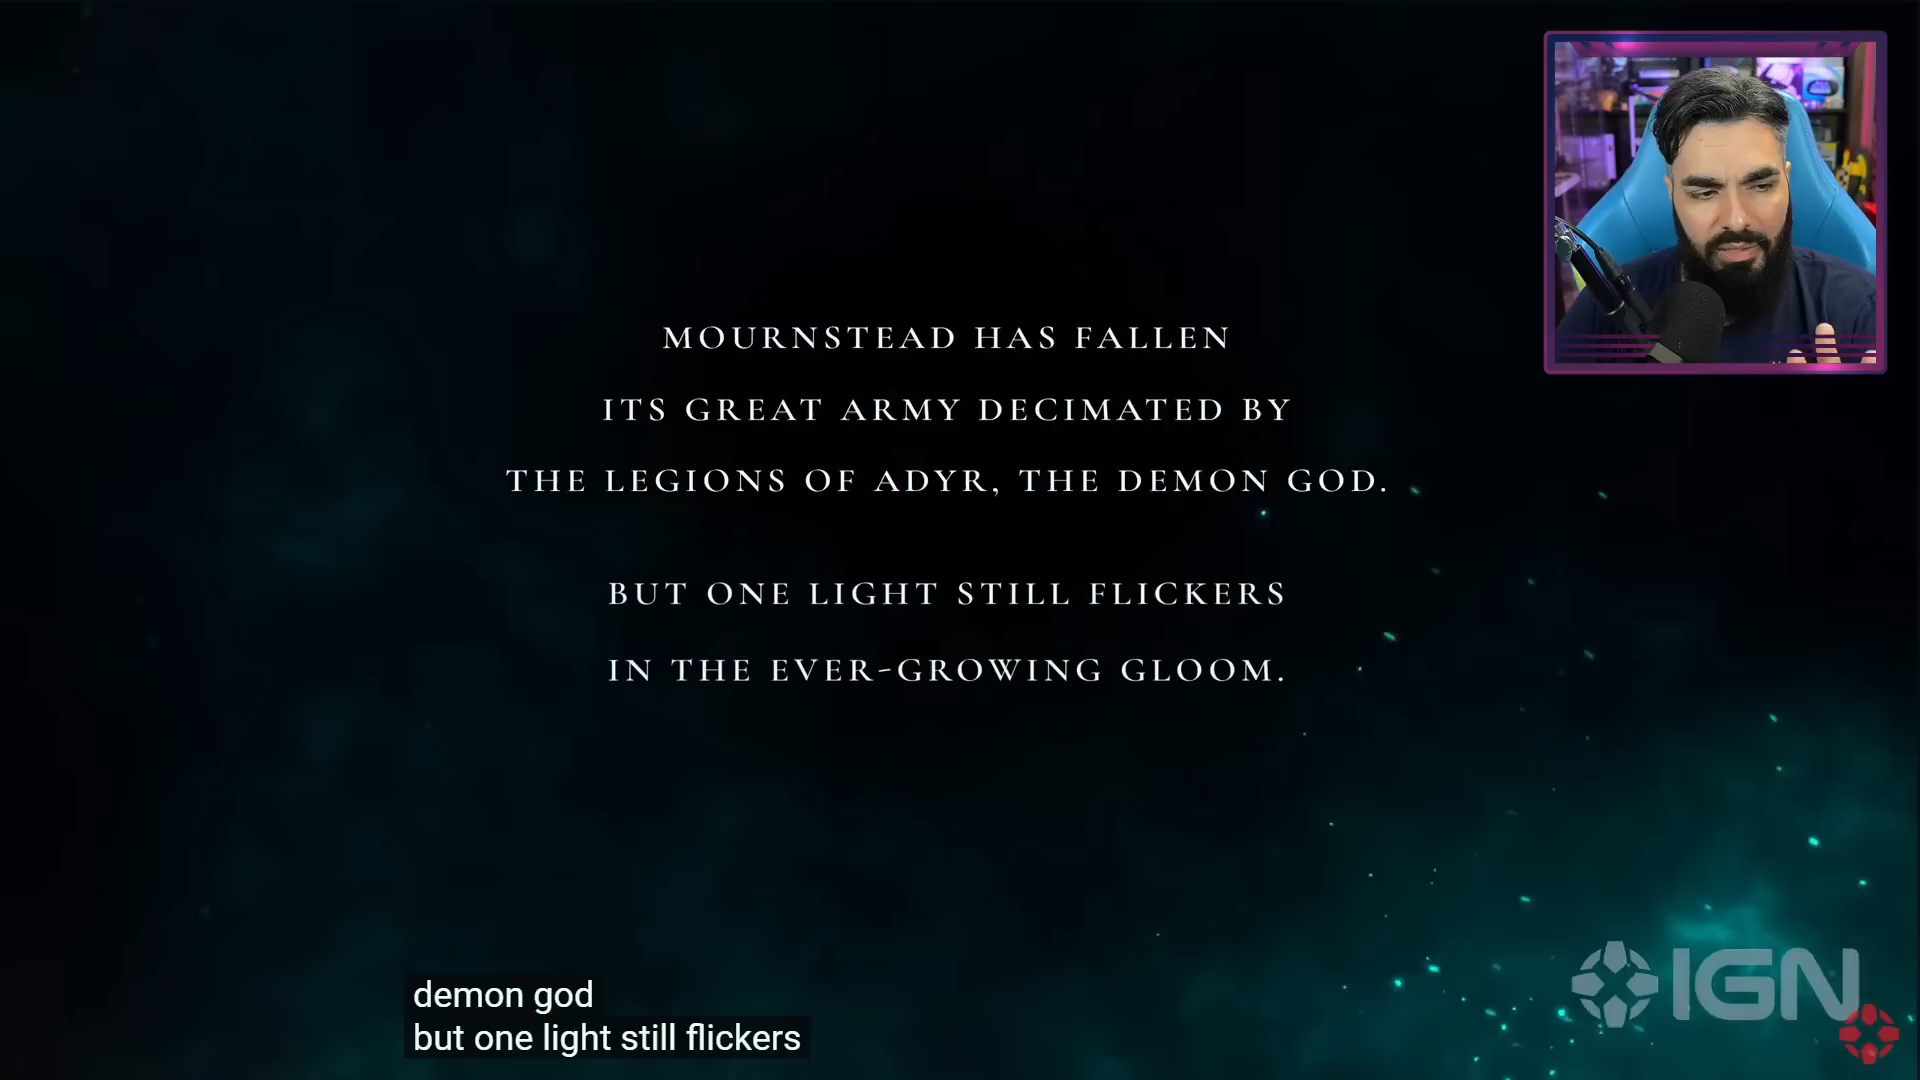 MOURNSTEAD HAS FALLEN
ITS GREAT ARMY DECIMATED BY
THE LEGIONS OF ADYR, THE DEMON GOD.
BUT ONE LIGHT STILL FLICKERS
IN THE EVER-GROWING GLOOM.
IGN
demon god
but one light still flickers